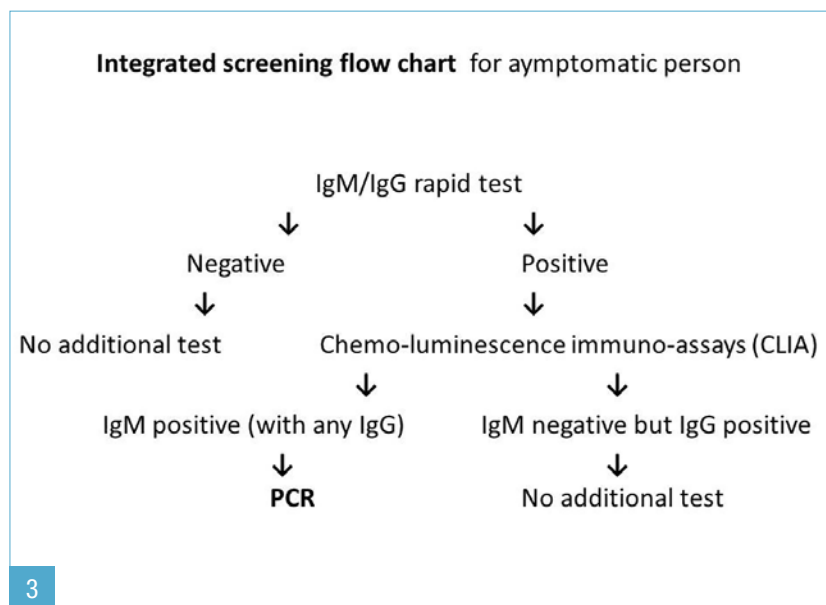 Integrated screening flow chart for aymptomatic person
IgM/IgG rapid test
↓ ↓
Negative Positive
↓ ↓
No additional test Chemo-luminescence immuno-assays (CLIA)
↓ ↓
IgM positive (with any IgG) IgM negative but IgG positive
↓ ↓
PCR No additional test
3